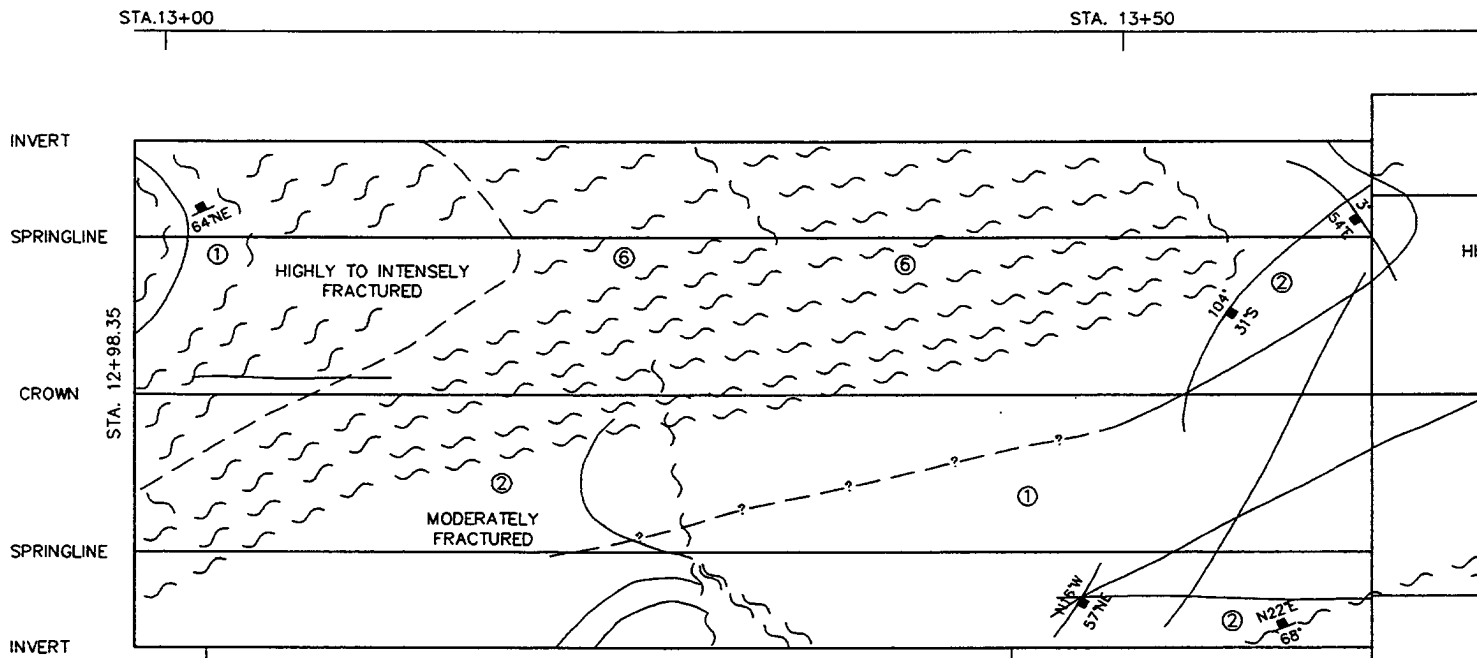 STA.13+00
STA. 13+50
INVERT
64°NE
3°
54°E
SPRINGLINE
①
⑥
⑥
②
HIGHLY TO INTENSELY
FRACTURED
104°
31°S
STA. 12+98.35
CROWN
②
①
MODERATELY
FRACTURED
?
?
?
?
?
SPRINGLINE
N16°W
57°NE
②
N22°E
68°
INVERT